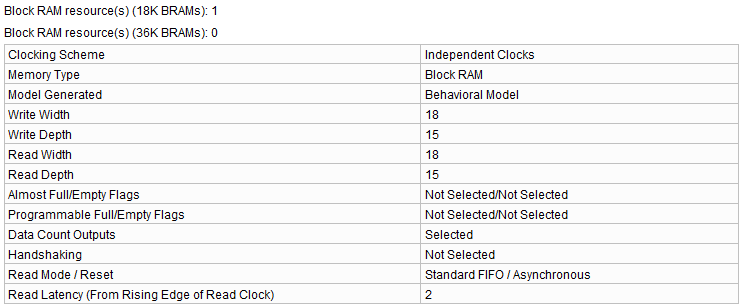 Block RAM resource(s) (18K BRAMs): 1
Block RAM resource(s) (36K BRAMs): 0
Clocking Scheme Independent Clocks
Memory Type Block RAM
Model Generated Behavioral Model
Write Width 18
Write Depth 15
Read Width 18
Read Depth 15
Almost Full/Empty Flags Not Selected/Not Selected
Programmable Full/Empty Flags Not Selected/Not Selected
Data Count Outputs Selected
Handshaking Not Selected
Read Mode / Reset Standard FIFO / Asynchronous
Read Latency (From Rising Edge of Read Clock) 2